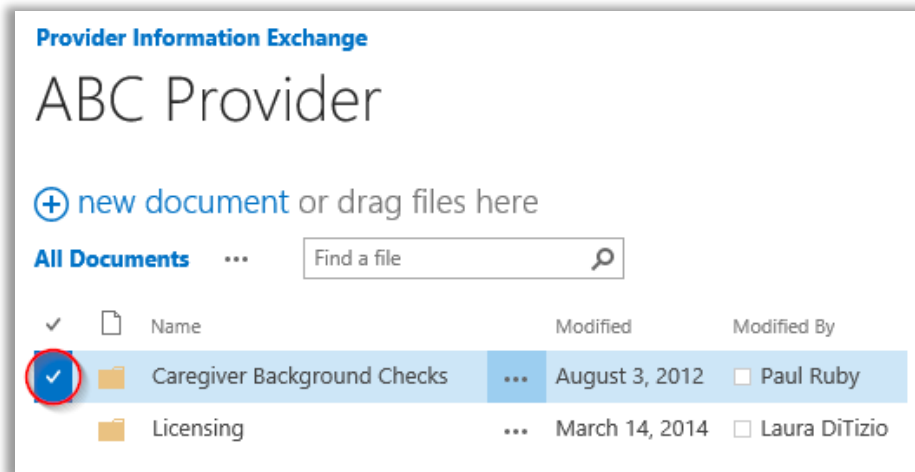 Provider Information Exchange
ABC Provider
new document or drag files here
All Documents ... Find a file
Name Modified Modified By
Caregiver Background Checks ... August 3, 2012 Paul Ruby
Licensing ... March 14, 2014 Laura DiTizio